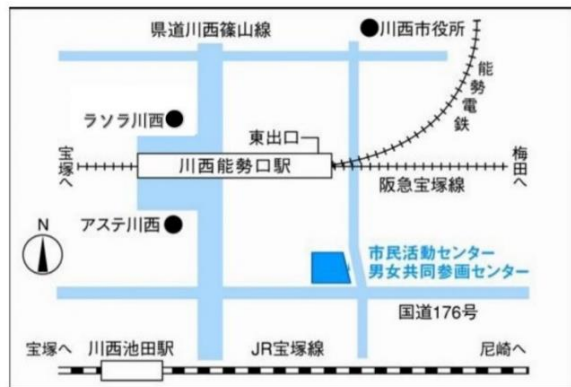 県道川西篠山線
川西市役所
能勢電鉄
ラソラ川西
東出口
宝塚へ
川西能勢口駅
梅田へ
阪急宝塚線
アステ川西
N
市民活動センター
男女共同参画センター
国道176号
宝塚へ
川西池田駅
JR宝塚線
尼崎へ